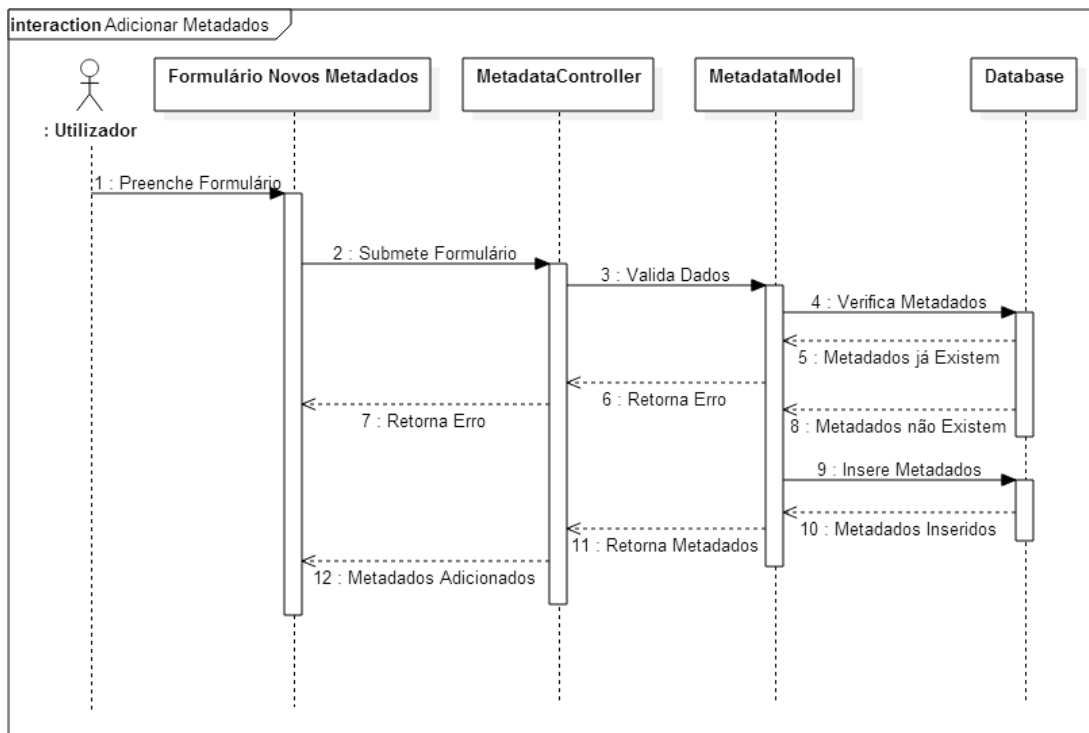 interaction Adicionar Metadados
Formulário Novos Metadados
MetadataController
MetadataModel
Database
: Utilizador
1 : Preenche Formulário
2 : Submete Formulário
3 : Valida Dados
4 : Verifica Metadados
5 : Metadados já Existem
6 : Retorna Erro
7 : Retorna Erro
8 : Metadados não Existem
9 : Insere Metadados
10 : Metadados Inseridos
11 : Retorna Metadados
12 : Metadados Adicionados